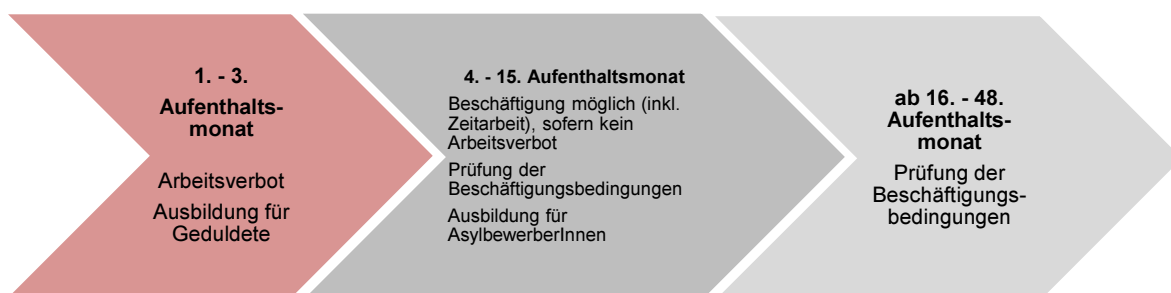 1. - 3.
Aufenthalts-
monat
Arbeitsverbot
Ausbildung für
Geduldete
4. - 15. Aufenthaltsmonat
Beschäftigung möglich (inkl.
Zeitarbeit), sofern kein
Arbeitsverbot
Prüfung der
Beschäftigungsbedingungen
Ausbildung für
AsylbewerberInnen
ab 16. - 48.
Aufenthalts-
monat
Prüfung der
Beschäftigungs-
bedingungen